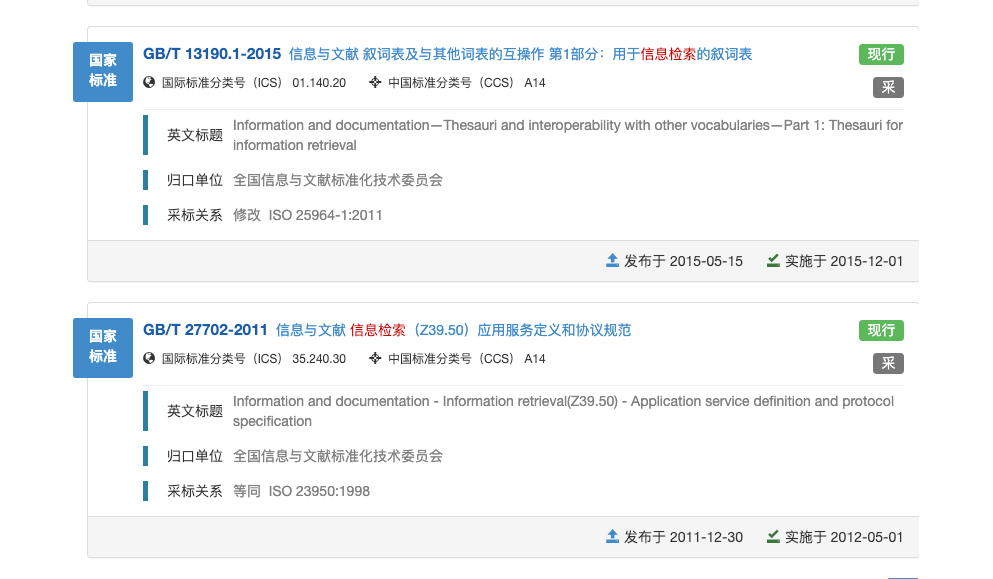 国家
标准
GB/T 13190.1-2015 信息与文献 叙词表及与其他词表的互操作 第1部分：用于信息检索的叙词表
现行
国际标准分类号（ICS） 01.140.20 中国标准分类号（CCS） A14
采
英文标题 Information and documentation—Thesauri and interoperability with other vocabularies—Part 1: Thesauri for
information retrieval
归口单位 全国信息与文献标准化技术委员会
采标关系 修改 ISO 25964-1:2011
发布于 2015-05-15 实施于 2015-12-01
国家
标准
GB/T 27702-2011 信息与文献 信息检索（Z39.50）应用服务定义和协议规范
现行
国际标准分类号（ICS） 35.240.30 中国标准分类号（CCS） A14
采
英文标题 Information and documentation - Information retrieval(Z39.50) - Application service definition and protocol
specification
归口单位 全国信息与文献标准化技术委员会
采标关系 等同 ISO 23950:1998
发布于 2011-12-30 实施于 2012-05-01